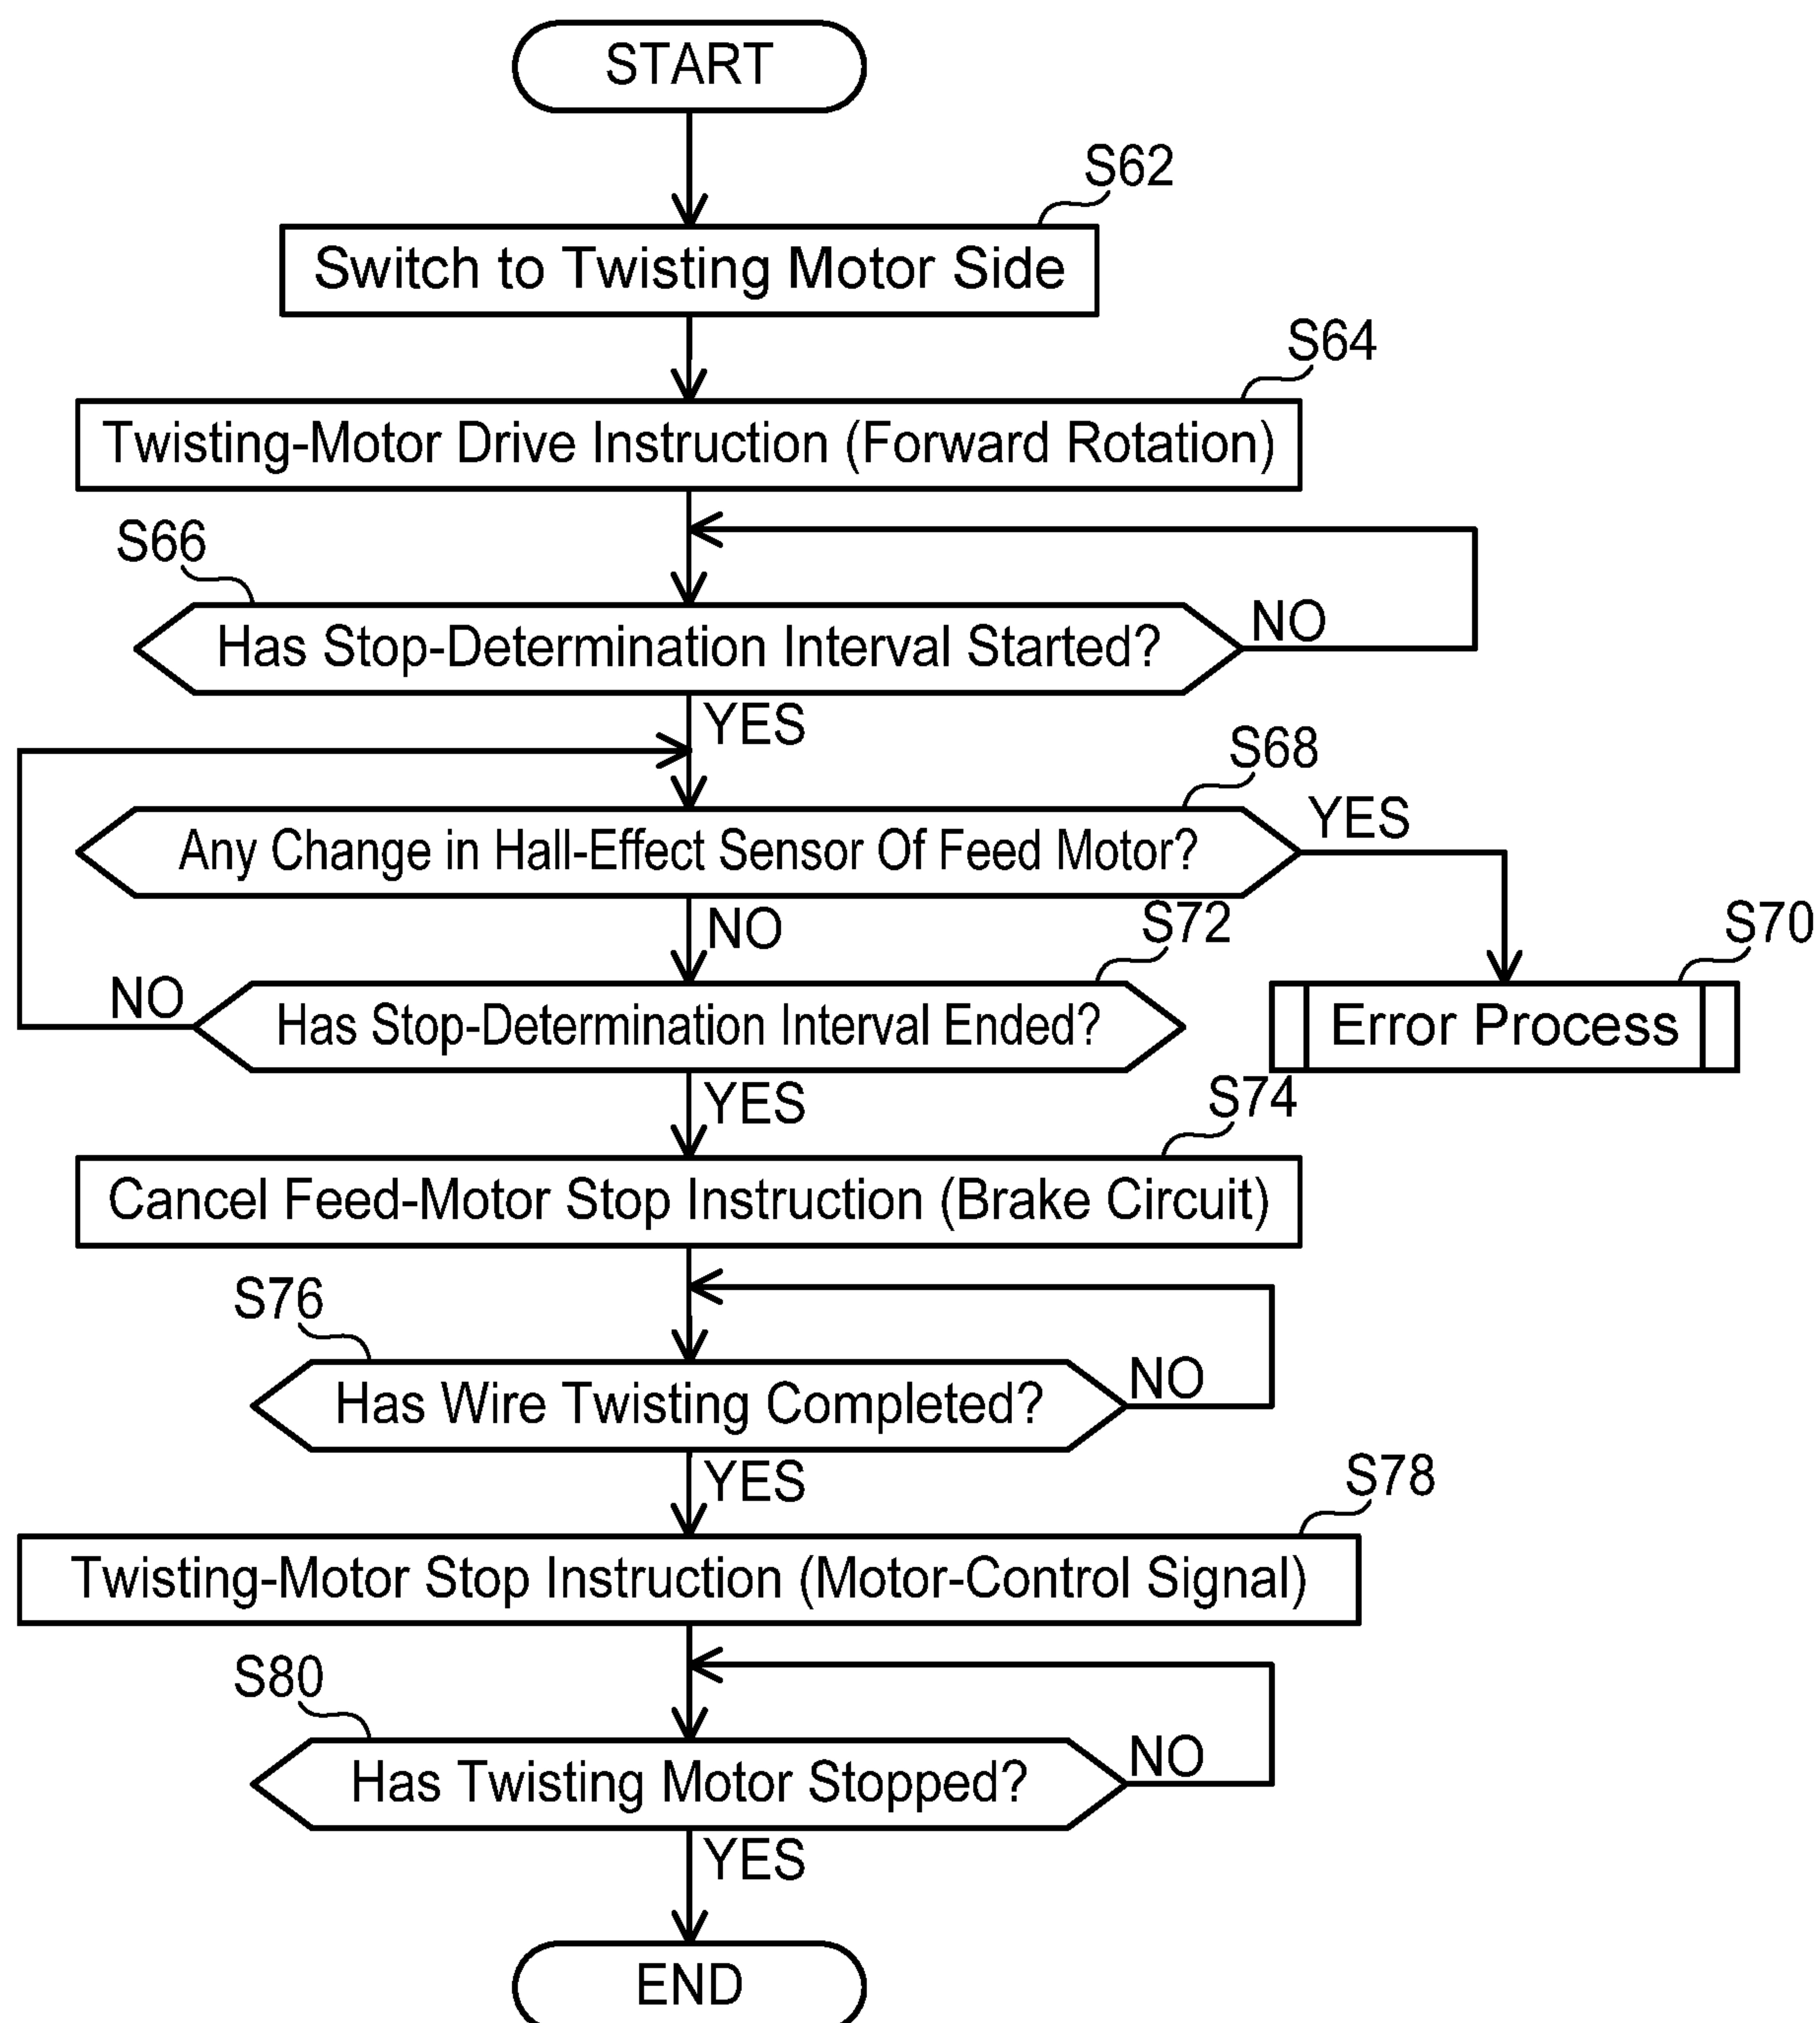 START
S62
Switch to Twisting Motor Side
S64
Twisting-Motor Drive Instruction (Forward Rotation)
S66
Has Stop-Determination Interval Started?
NO
YES
S68
Any Change in Hall-Effect Sensor Of Feed Motor?
YES
NO
S72
S70
NO
Has Stop-Determination Interval Ended?
Error Process
YES
S74
Cancel Feed-Motor Stop Instruction (Brake Circuit)
S76
Has Wire Twisting Completed?
NO
YES
S78
Twisting-Motor Stop Instruction (Motor-Control Signal)
S80
Has Twisting Motor Stopped?
NO
YES
END